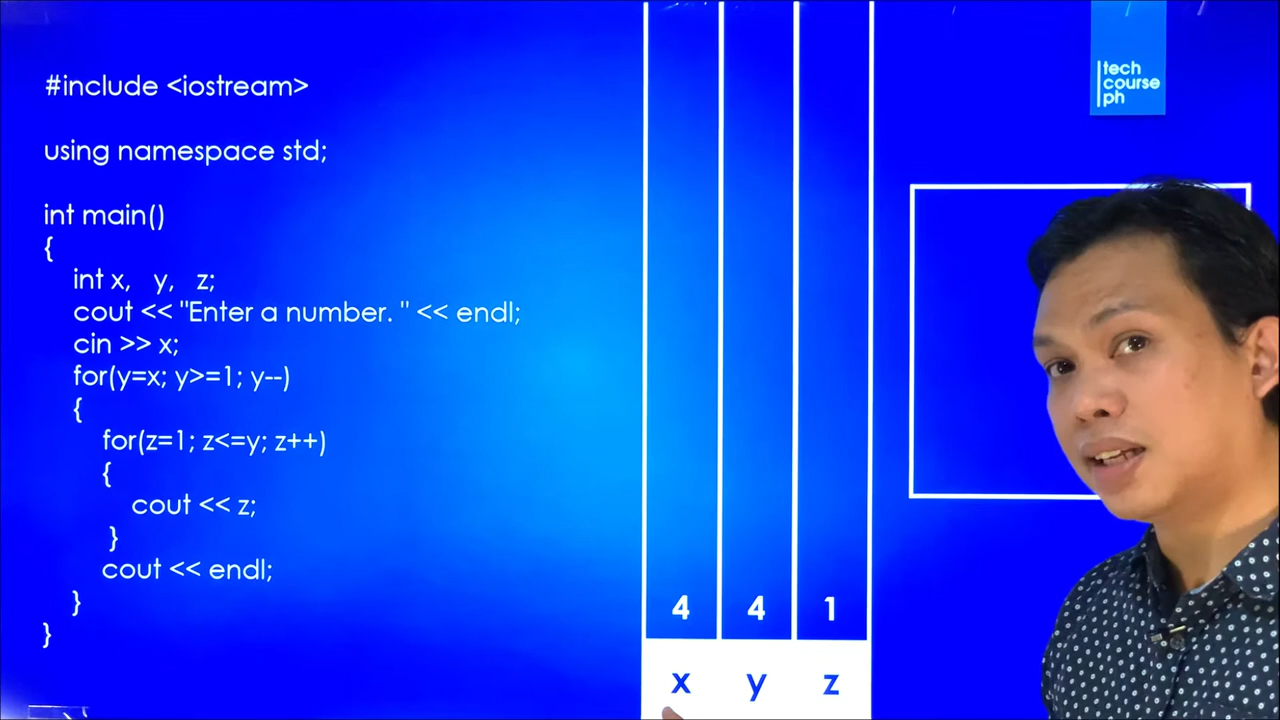 #include <iostream>
using namespace std;
int main()
{
int x, y, z;
cout << "Enter a number. " << endl;
cin >> x;
for(y=x; y>=1; y--)
{
for(z=1; z<=y; z++)
{
cout << z;
}
cout << endl;
}
}
4 4 1
x y z
tech
course
ph